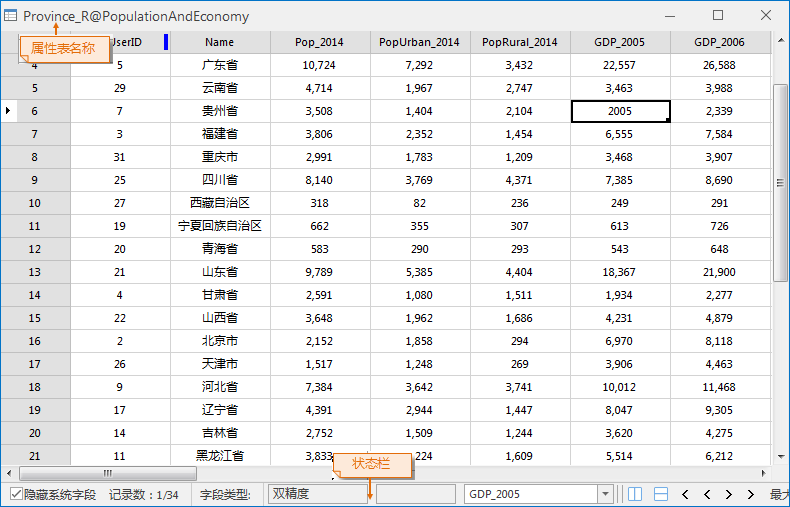 Province_R@PopulationAndEconomy
属性表名称 UserID Name Pop_2014 PopUrban_2014 PopRural_2014 GDP_2005 GDP_2006
4 5 广东省 10,724 7,292 3,432 22,557 26,588
5 29 云南省 4,714 1,967 2,747 3,463 3,988
6 7 贵州省 3,508 1,404 2,104 2005 2,339
7 3 福建省 3,806 2,352 1,454 6,555 7,584
8 31 重庆市 2,991 1,783 1,209 3,468 3,907
9 25 四川省 8,140 3,769 4,371 7,385 8,690
10 27 西藏自治区 318 82 236 249 291
11 19 宁夏回族自治区 662 355 307 613 726
12 20 青海省 583 290 293 543 648
13 21 山东省 9,789 5,385 4,404 18,367 21,900
14 4 甘肃省 2,591 1,080 1,511 1,934 2,277
15 22 山西省 3,648 1,962 1,686 4,231 4,879
16 2 北京市 2,152 1,858 294 6,970 8,118
17 26 天津市 1,517 1,248 269 3,906 4,463
18 9 河北省 7,384 3,642 3,741 10,012 11,468
19 17 辽宁省 4,391 2,944 1,447 8,047 9,305
20 14 吉林省 2,752 1,509 1,244 3,620 4,275
21 11 黑龙江省 3,833 224 1,609 5,514 6,212
状态栏
隐藏系统字段 记录数：1/34 字段类型: 双精度 GDP_2005